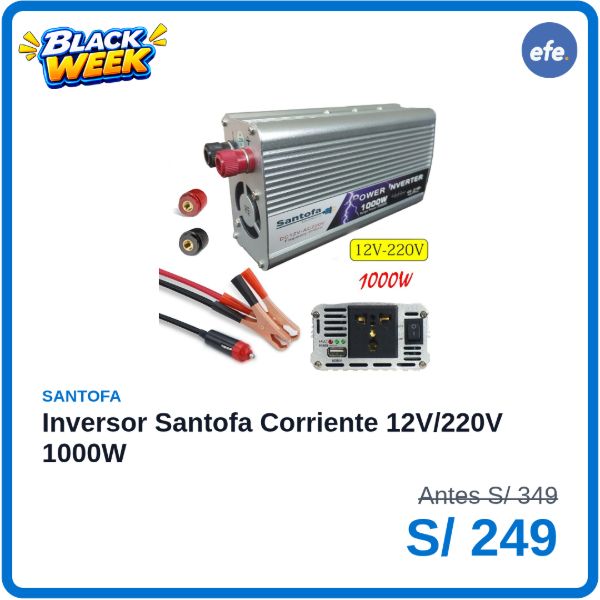 BLACK
WEEK
efe.
POWER INVERTER
1000W
Santofa
12V-220V
1000W
SANTOFA
Inversor Santofa Corriente 12V/220V
1000W
Antes S/ 349
S/ 249